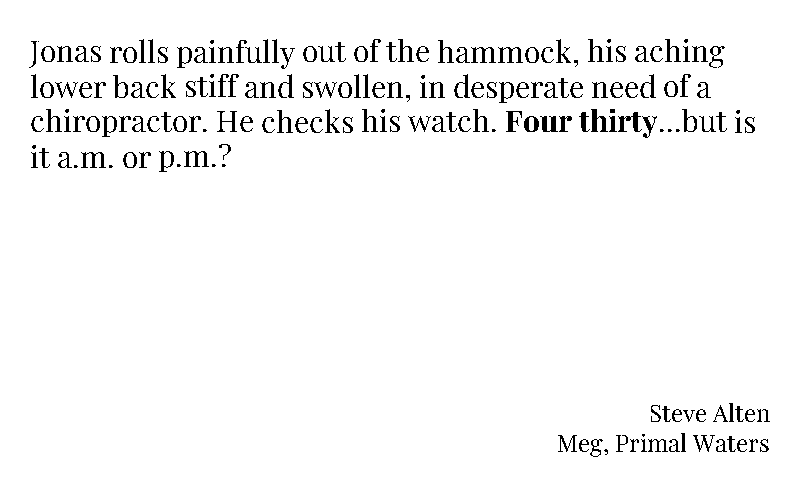 Jonas rolls painfully out of the hammock, his aching
lower back stiff and swollen, in desperate need of a
chiropractor. He checks his watch. Four thirty...but is
it a.m. or p.m.?
Steve Alten
Meg, Primal Waters